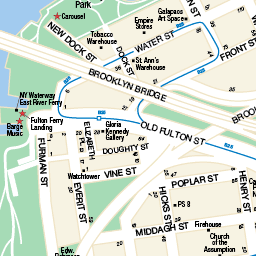 Park
Carousel
Galapagos
Art Space
Empire
Stores
Tobacco
Warehouse
WATER ST
FRONT ST
NEW DOCK ST
DOCK ST
St. Ann's
Warehouse
BROOKLYN BRIDGE
NY Waterway
East River Ferry
B25
Fulton Ferry
Landing
Barge
Music
Gloria
Kennedy
Gallery
OLD FULTON ST
B25
ELIZABETH PL
DOUGHTY ST
FURMAN ST
EVERIT ST
Watchtower
VINE ST
POPLAR ST
HICKS ST
PS 8
HENRY ST
MIDDAGH ST
Firehouse
Church of
the Assumption
Edw.